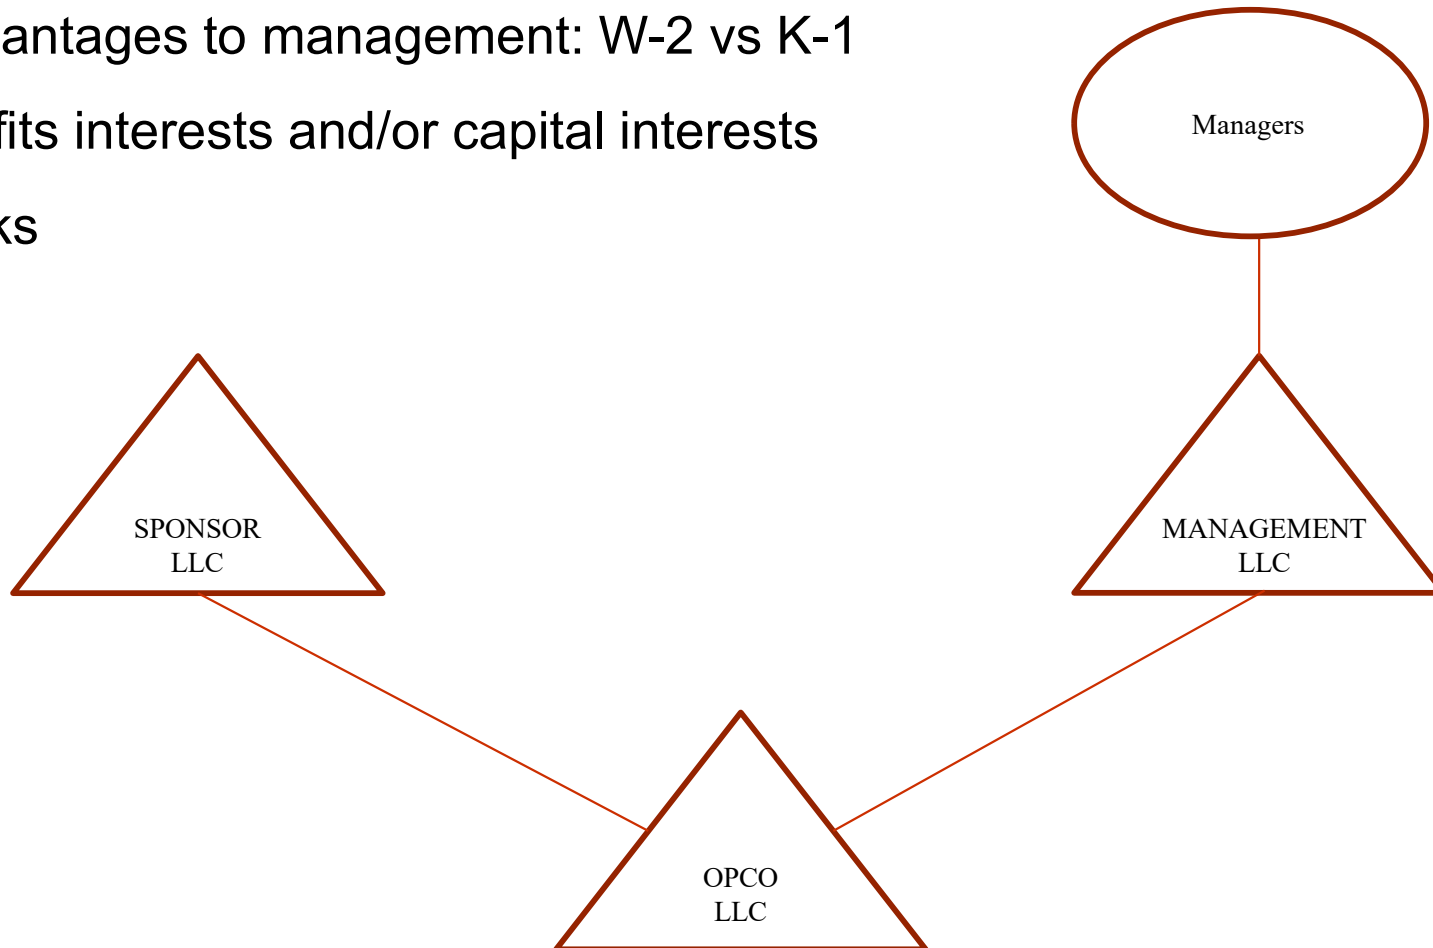 antages to management: W-2 vs K-1
fits interests and/or capital interests
ks
Managers
SPONSOR
LLC
MANAGEMENT
LLC
OPCO
LLC